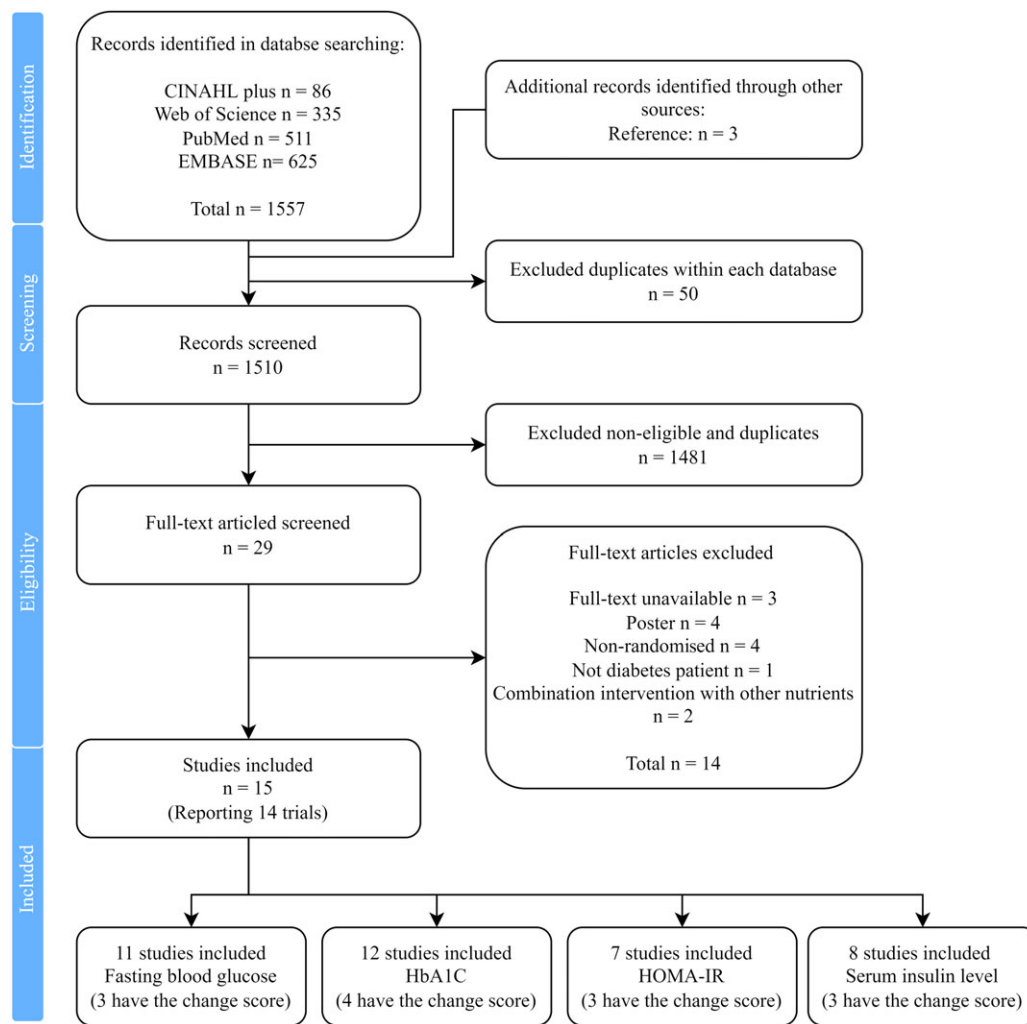 Identification
Records identified in databse searching:
CINAHL plus n = 86
Web of Science n = 335
PubMed n = 511
EMBASE n= 625
Total n = 1557
Additional records identified through other
sources:
Reference: n = 3
Screening
Excluded duplicates within each database
n = 50
Records screened
n = 1510
Eligibility
Excluded non-eligible and duplicates
n = 1481
Full-text articled screened
n = 29
Full-text articles excluded
Full-text unavailable n = 3
Poster n = 4
Non-randomised n = 4
Not diabetes patient n = 1
Combination intervention with other nutrients
n = 2
Total n = 14
Included
Studies included
n = 15
(Reporting 14 trials)
11 studies included
Fasting blood glucose
(3 have the change score)
12 studies included
HbA1C
(4 have the change score)
7 studies included
HOMA-IR
(3 have the change score)
8 studies included
Serum insulin level
(3 have the change score)